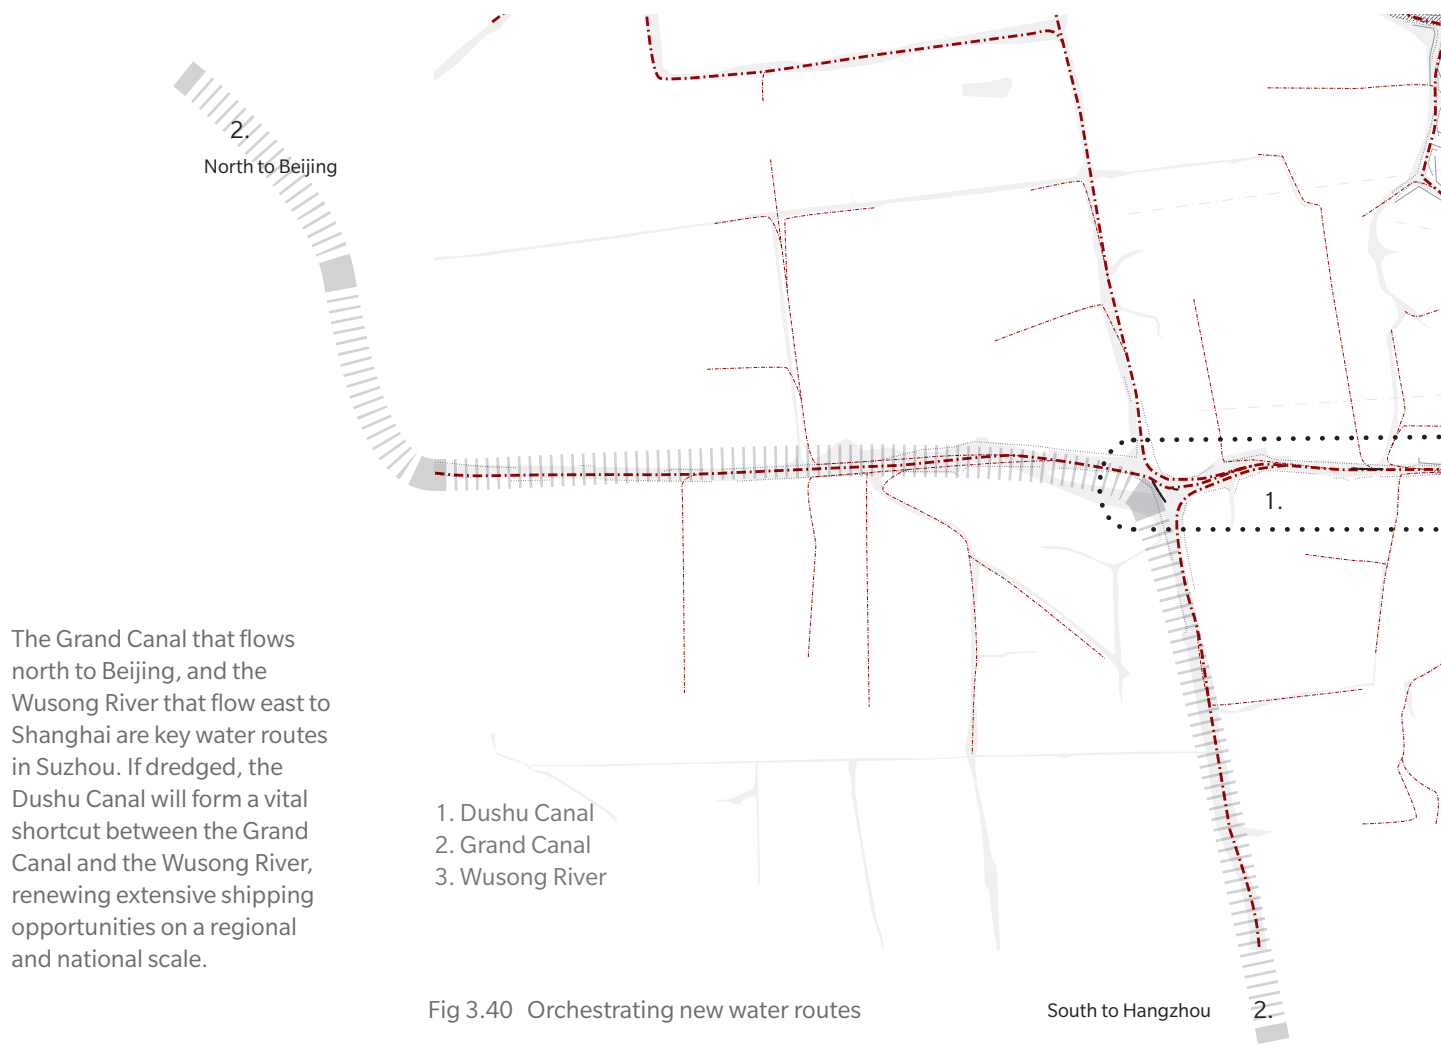 2.
North to Beijing
1.
The Grand Canal that flows
north to Beijing, and the
Wusong River that flow east to
Shanghai are key water routes
in Suzhou. If dredged, the
Dushu Canal will form a vital
shortcut between the Grand
Canal and the Wusong River,
renewing extensive shipping
opportunities on a regional
and national scale.
1. Dushu Canal
2. Grand Canal
3. Wusong River
Fig 3.40 Orchestrating new water routes
South to Hangzhou
2.